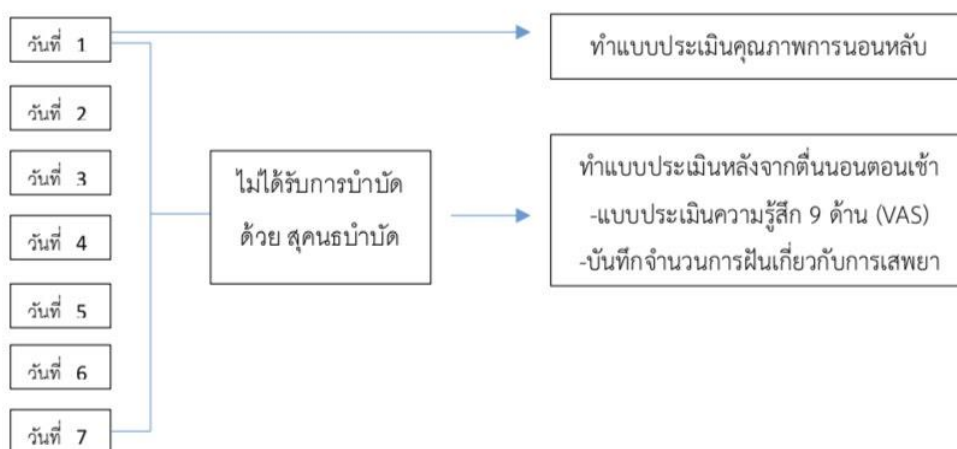 วันที่ 1
ทำแบบประเมินคุณภาพการนอนหลับ
วันที่ 2
วันที่ 3
วันที่ 4
วันที่ 5
วันที่ 6
วันที่ 7
ไม่ได้รับการบำบัด
ด้วย สุคนธบำบัด
ทำแบบประเมินหลังจากตื่นนอนตอนเช้า
-แบบประเมินความรู้สึก 9 ด้าน (VAS)
-บันทึกจำนวนการฝันเกี่ยวกับการเสพยา